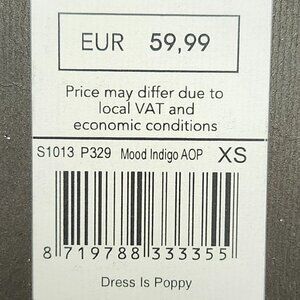 EUR 59,99
Price may differ due to
local VAT and
economic conditions
S1013 P329 Mood Indigo AOP XS
8 719788 333355
Dress Is Poppy